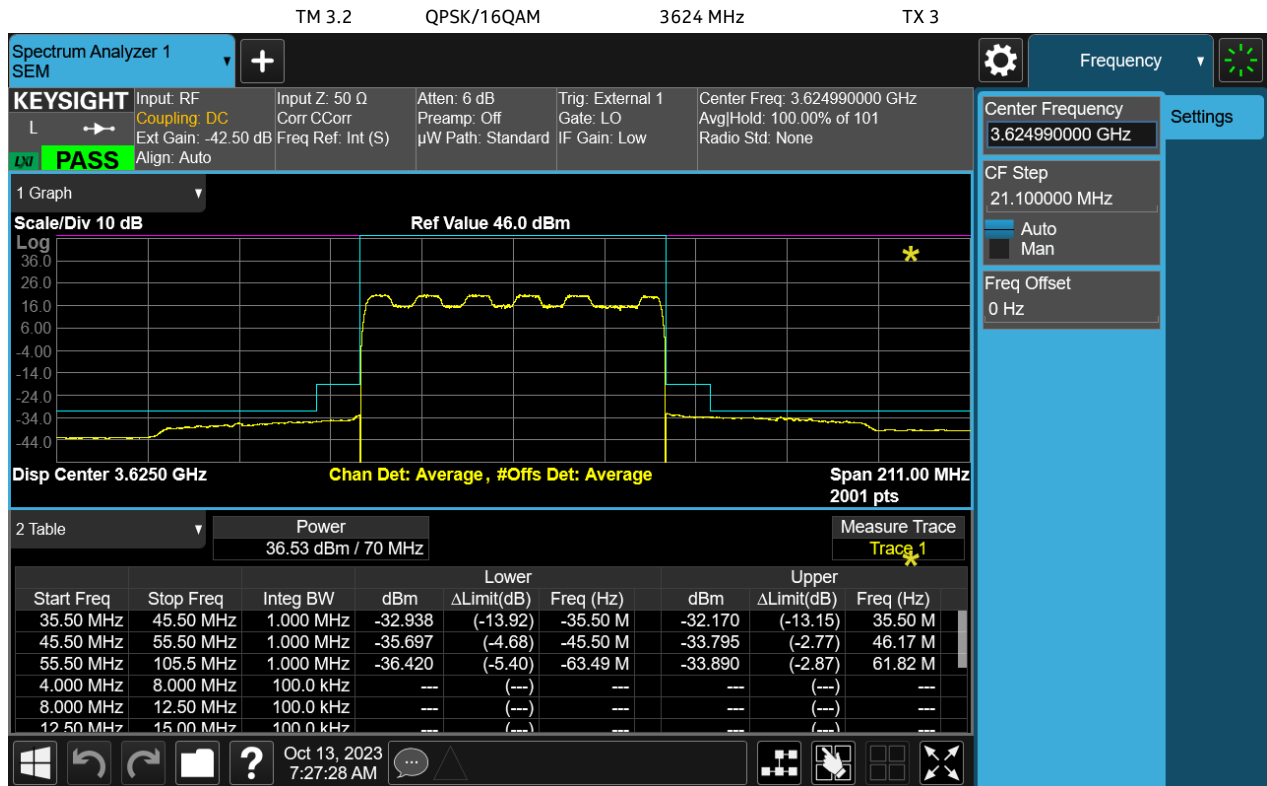 TM 3.2 QPSK/16QAM 3624 MHz TX 3
Spectrum Analyzer 1
SEM
Frequency
KEYSIGHT Input: RF Input Z: 50 Ω Atten: 6 dB Trig: External 1 Center Freq: 3.624990000 GHz
L Coupling: DC Corr CCorr Preamp: Off Gate: LO Avg|Hold: 100.00% of 101
Ext Gain: -42.50 dB Freq Ref: Int (S) µW Path: Standard IF Gain: Low Radio Std: None
LXI PASS Align: Auto
Center Frequency
3.624990000 GHz
Settings
CF Step
21.100000 MHz
Auto
Man
Freq Offset
0 Hz
1 Graph
Scale/Div 10 dB Ref Value 46.0 dBm
Log
36.0
26.0
16.0
6.00
-4.00
-14.0
-24.0
-34.0
-44.0
Disp Center 3.6250 GHz Chan Det: Average, #Offs Det: Average Span 211.00 MHz
2001 pts
2 Table Power Measure Trace
36.53 dBm / 70 MHz Trace 1
Lower Upper
Start Freq Stop Freq Integ BW dBm ∆Limit(dB) Freq (Hz) dBm ∆Limit(dB) Freq (Hz)
35.50 MHz 45.50 MHz 1.000 MHz -32.938 (-13.92) -35.50 M -32.170 (-13.15) 35.50 M
45.50 MHz 55.50 MHz 1.000 MHz -35.697 (-4.68) -45.50 M -33.795 (-2.77) 46.17 M
55.50 MHz 105.5 MHz 1.000 MHz -36.420 (-5.40) -63.49 M -33.890 (-2.87) 61.82 M
4.000 MHz 8.000 MHz 100.0 kHz --- (---) --- --- (---) ---
8.000 MHz 12.50 MHz 100.0 kHz --- (---) --- --- (---) ---
12.50 MHz 15.00 MHz 100.0 kHz --- (---) --- --- (---) ---
? Oct 13, 2023
7:27:28 AM